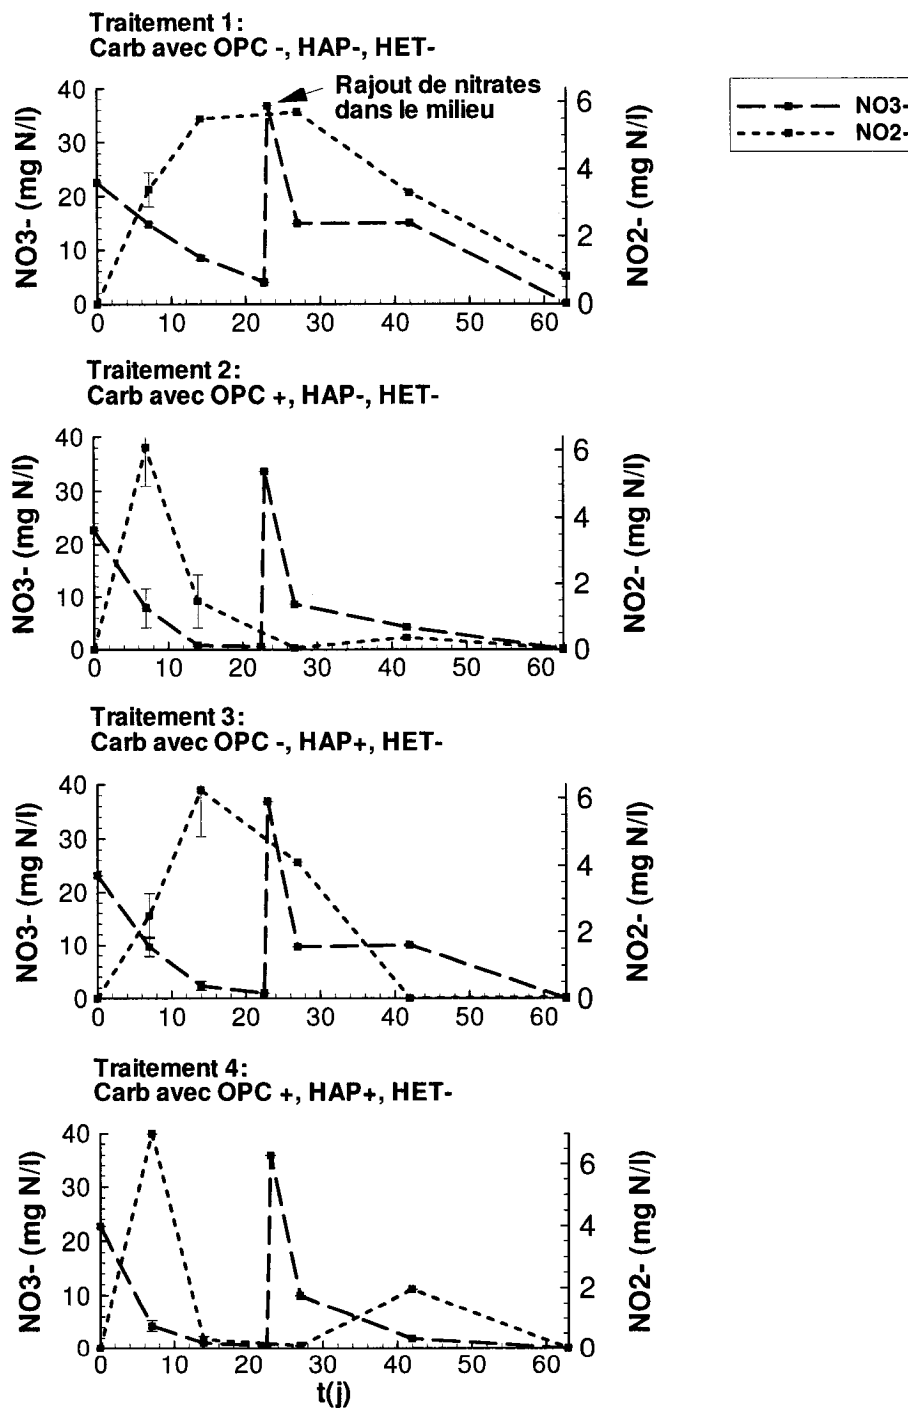 Traitement 1:
Carb avec OPC -, HAP-, HET-
Rajout de nitrates
dans le milieu
NO3-
NO2-
NO3- (mg N/l)
40
30
20
10
0
NO2- (mg N/l)
6
4
2
0
0 10 20 30 40 50 60
Traitement 2:
Carb avec OPC +, HAP-, HET-
NO3- (mg N/l)
40
30
20
10
0
NO2- (mg N/l)
6
4
2
0
0 10 20 30 40 50 60
Traitement 3:
Carb avec OPC -, HAP+, HET-
NO3- (mg N/l)
40
30
20
10
0
NO2- (mg N/l)
6
4
2
0
0 10 20 30 40 50 60
Traitement 4:
Carb avec OPC +, HAP+, HET-
NO3- (mg N/l)
40
30
20
10
0
NO2- (mg N/l)
6
4
2
0
0 10 20 30 40 50 60
t(j)